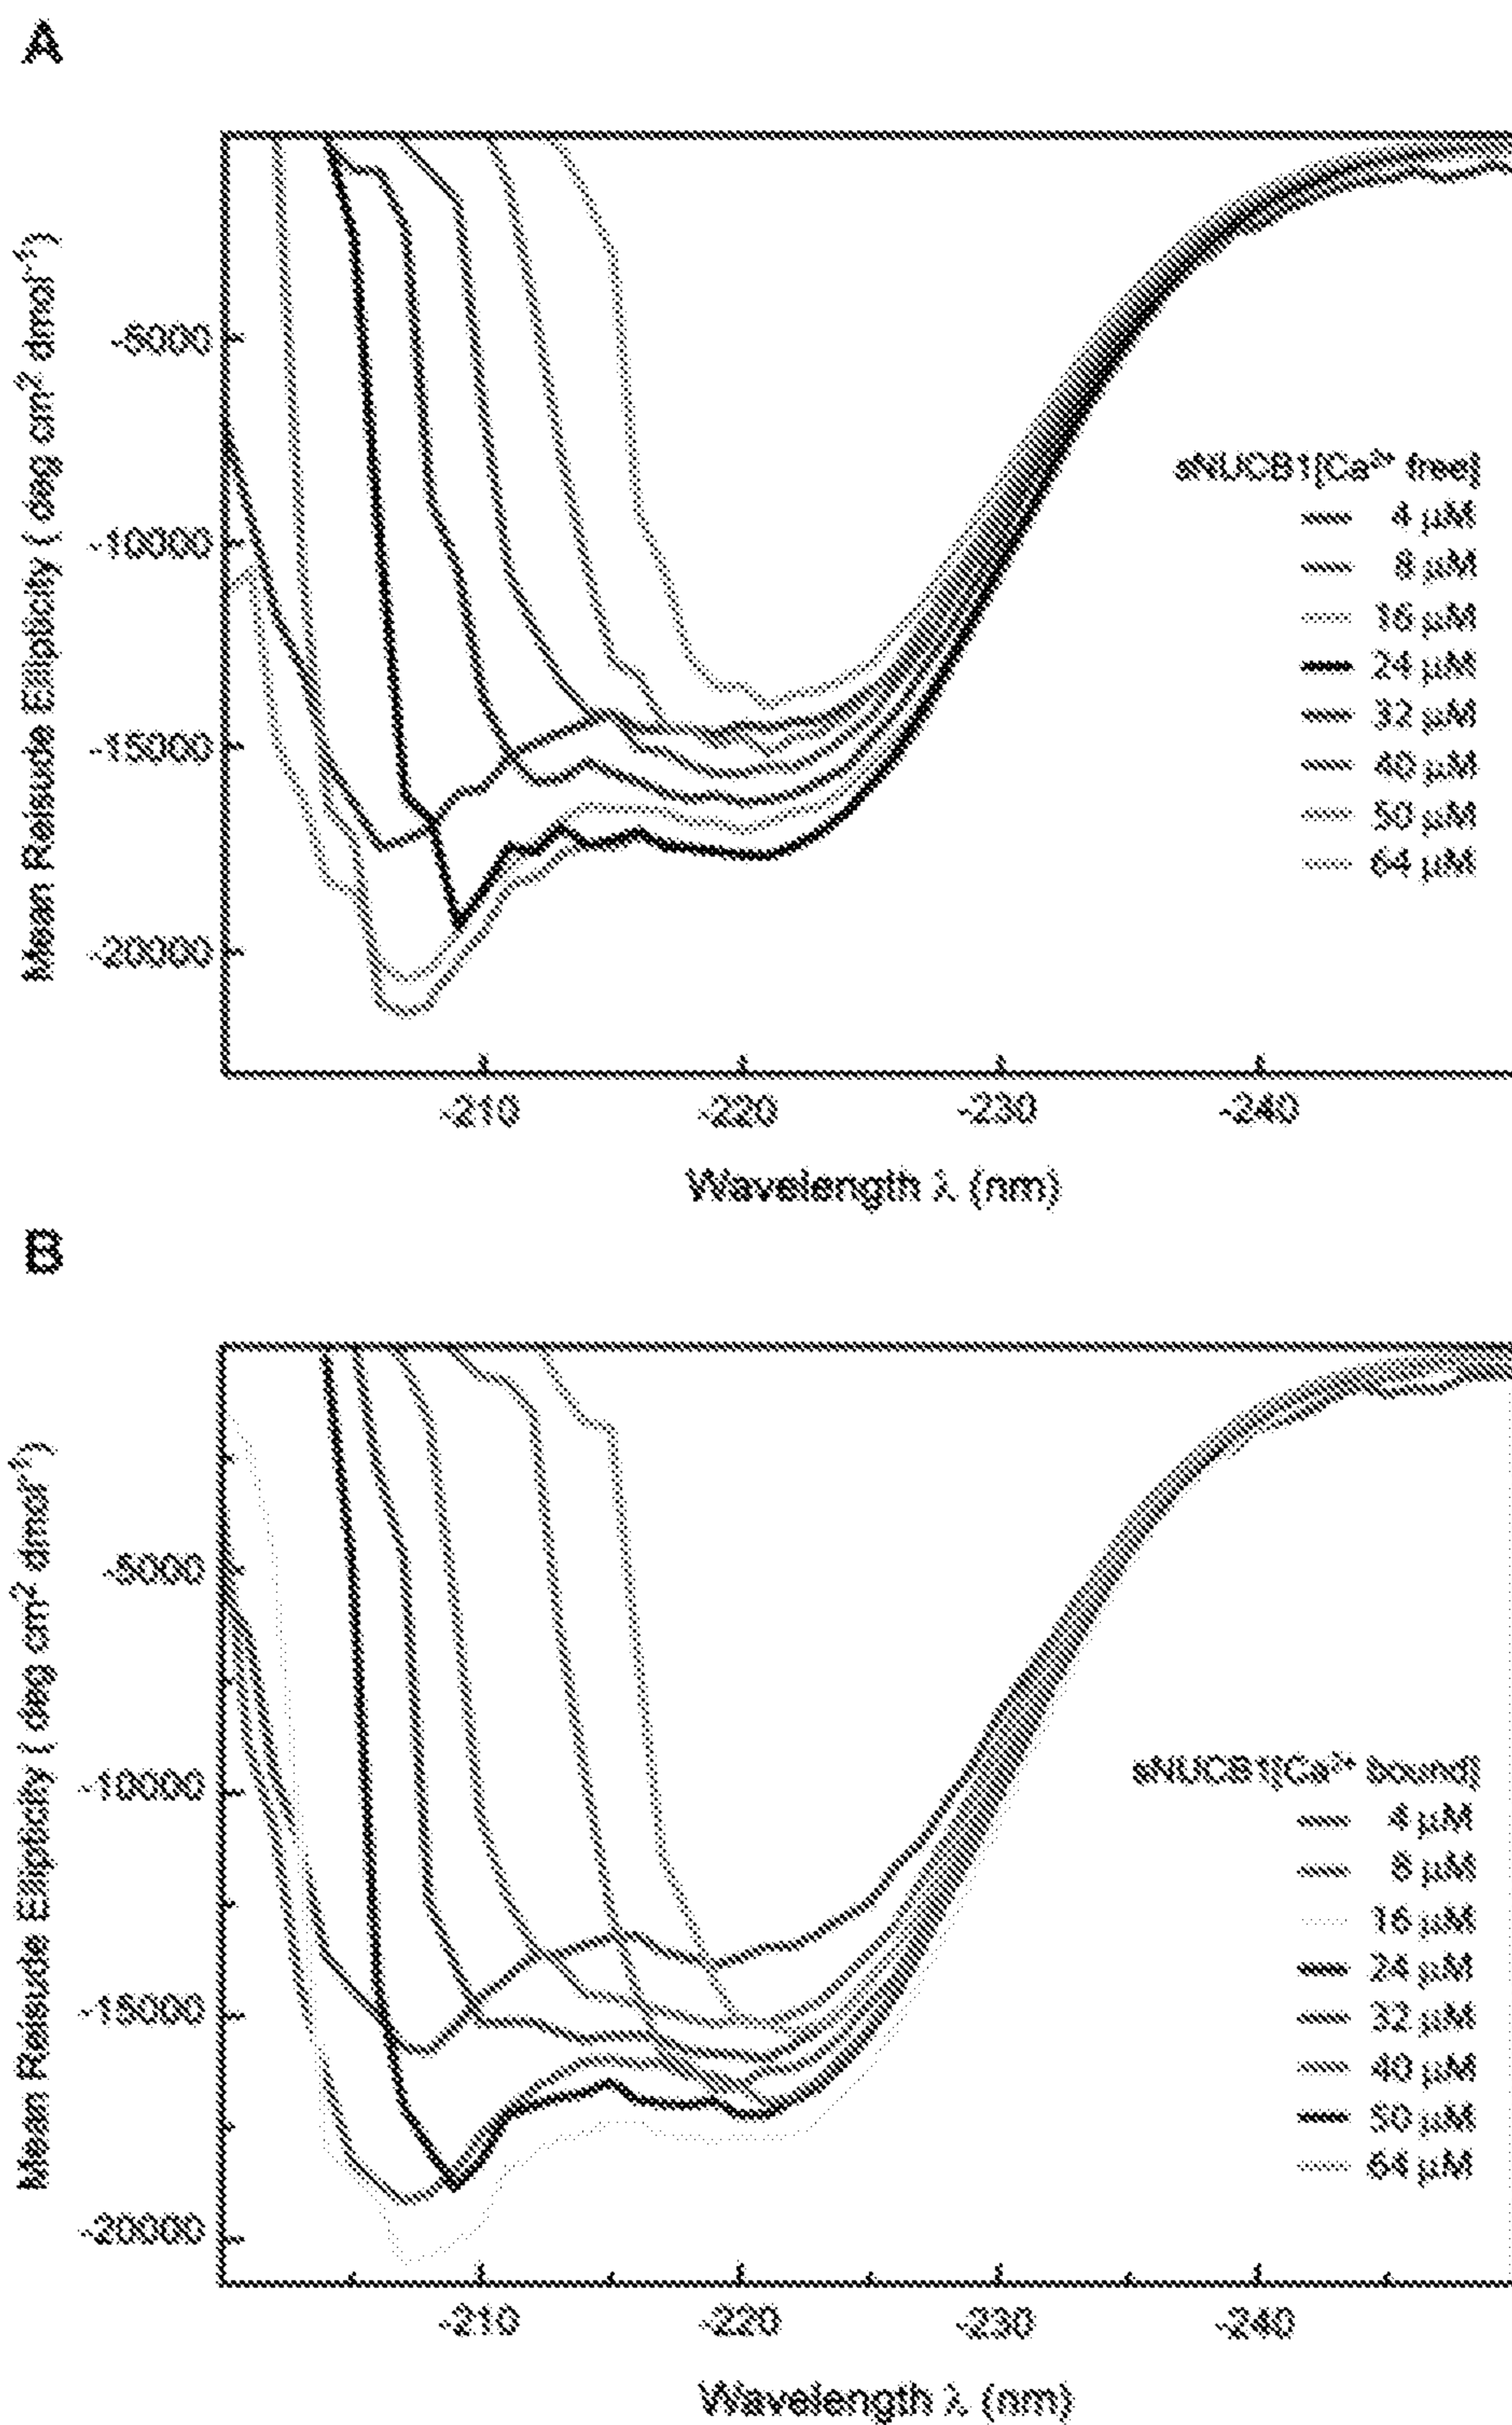 A
Mean Reisude Ellipticity ( deg cm² dmol⁻¹)
-5000
-10000
-15000
-20000
sNUCB1[Ca²⁺ free]
4 µM
8 µM
16 µM
24 µM
32 µM
40 µM
50 µM
64 µM
-210
-220
-230
-240
Wavelength λ (nm)
B
Mean Reisude Ellipticity ( deg cm² dmol⁻¹)
-5000
-10000
-15000
-20000
sNUCB1[Ca²⁺ bound]
4 µM
8 µM
16 µM
24 µM
32 µM
40 µM
50 µM
64 µM
-210
-220
-230
-240
Wavelength λ (nm)